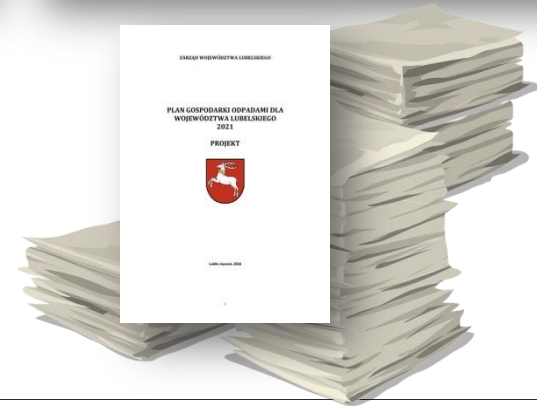 ZARZĄD WOJEWÓDZTWA LUBELSKIEGO
PLAN GOSPODARKI ODPADAMI DLA
WOJEWÓDZTWA LUBELSKIEGO
2021
PROJEKT